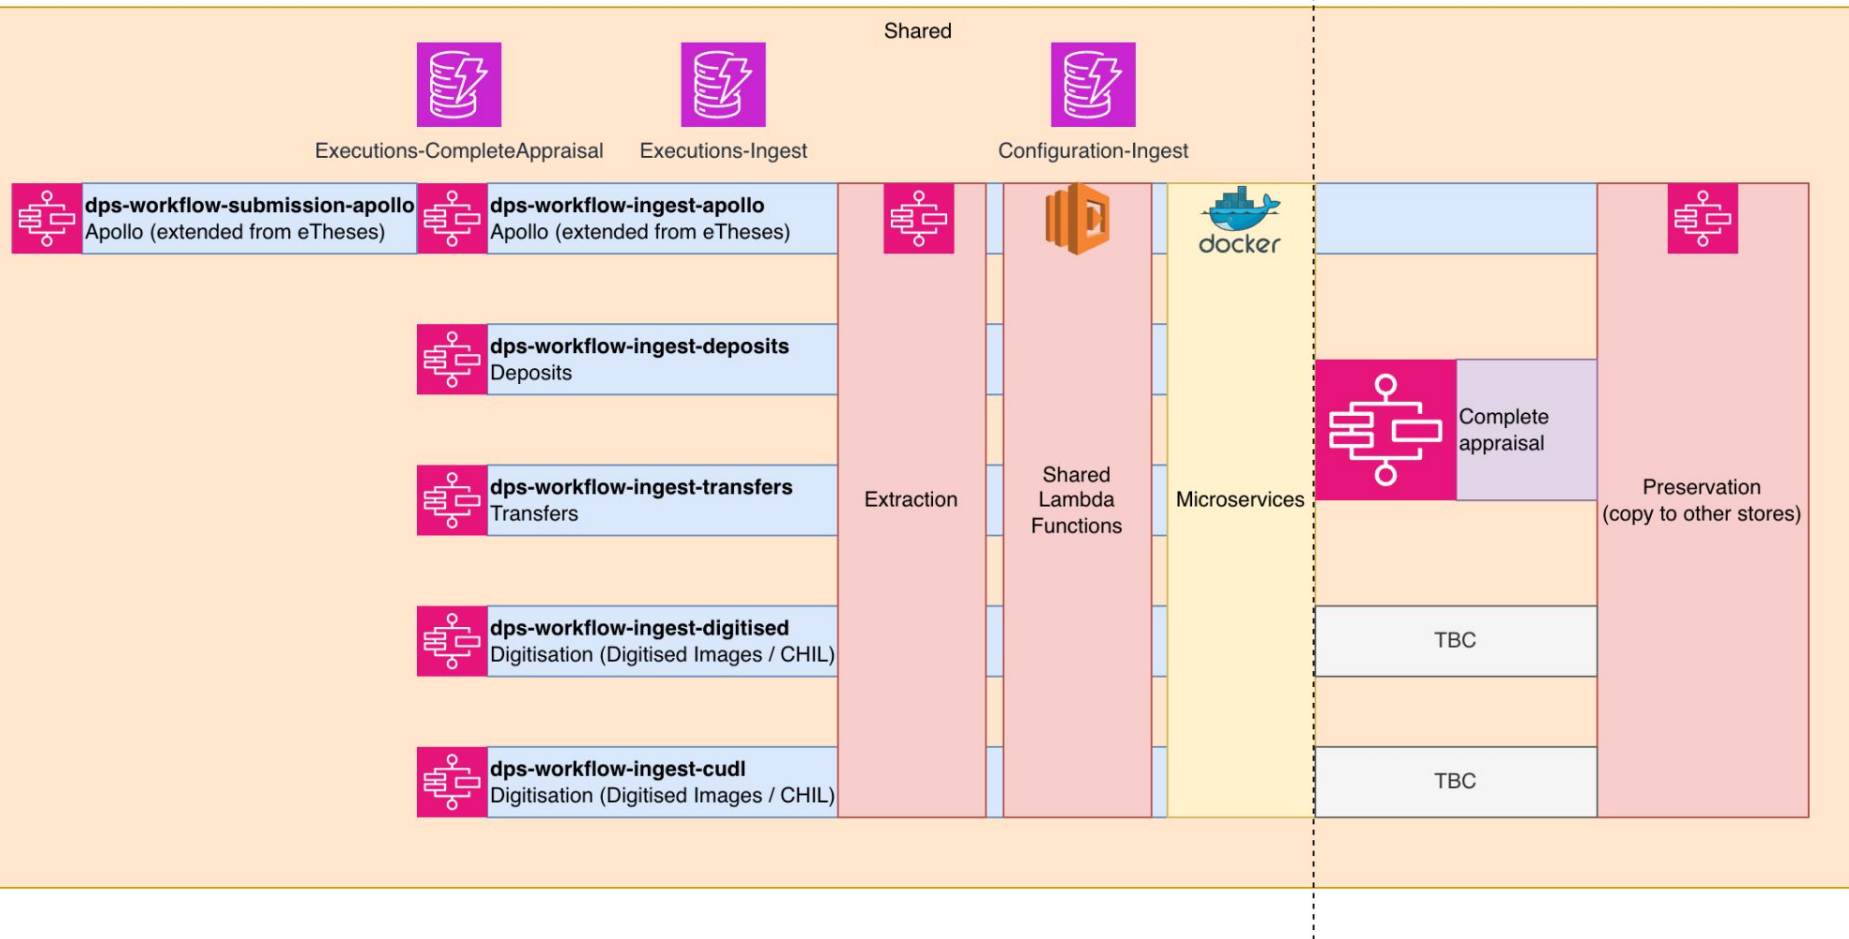 Shared
Executions-CompleteAppraisal
Executions-Ingest
Configuration-Ingest
dps-workflow-submission-apollo
Apollo (extended from eTheses)
dps-workflow-ingest-apollo
Apollo (extended from eTheses)
docker
dps-workflow-ingest-deposits
Deposits
dps-workflow-ingest-transfers
Transfers
dps-workflow-ingest-digitised
Digitisation (Digitised Images / CHIL)
dps-workflow-ingest-cudl
Digitisation (Digitised Images / CHIL)
Extraction
Shared
Lambda
Functions
Microservices
Complete
appraisal
TBC
TBC
Preservation
(copy to other stores)